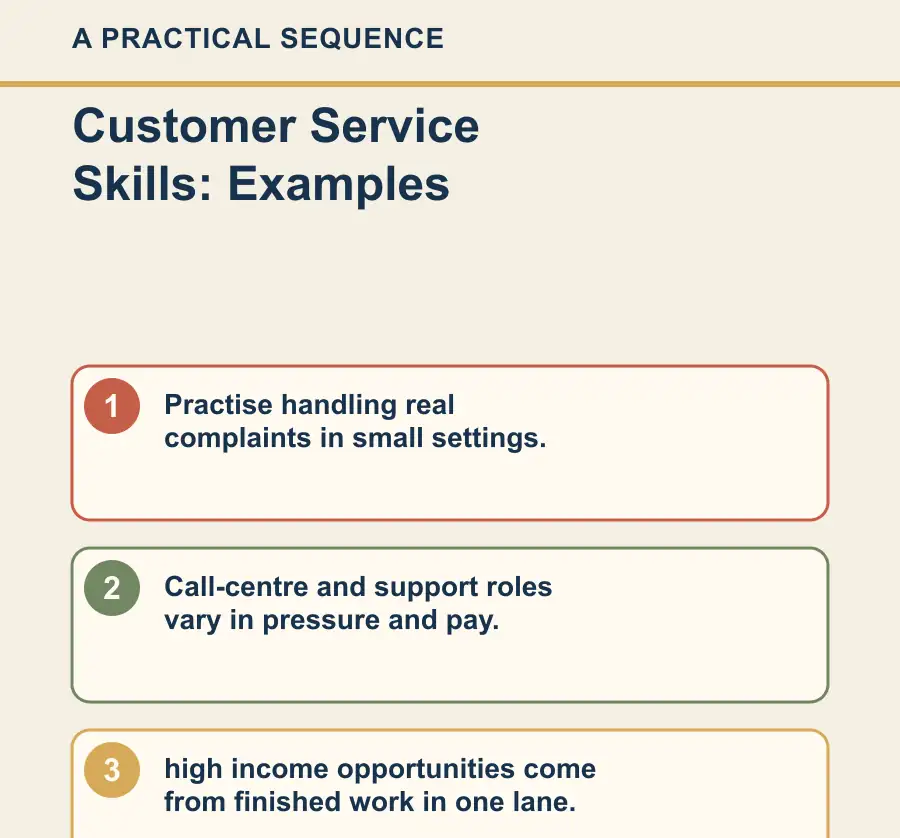 A PRACTICAL SEQUENCE
Customer Service
Skills: Examples
1
Practise handling real
complaints in small settings.
2
Call-centre and support roles
vary in pressure and pay.
3
high income opportunities come
from finished work in one lane.